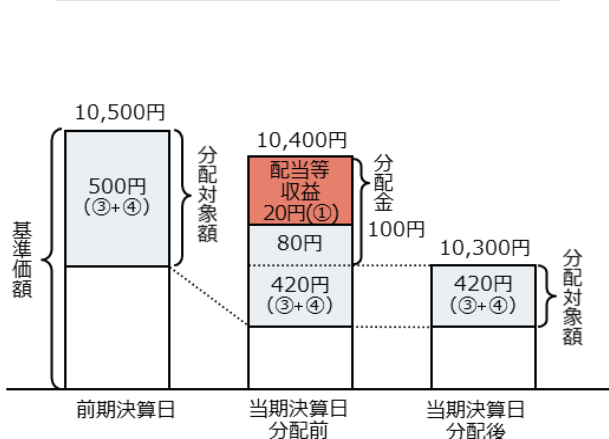 10,500円
500円
(③+④)
分配対象額
基準価額
前期決算日
10,400円
配当等
収益
20円(①)
80円
420円
(③+④)
分配金
100円
当期決算日
分配前
10,300円
420円
(③+④)
分配対象額
当期決算日
分配後